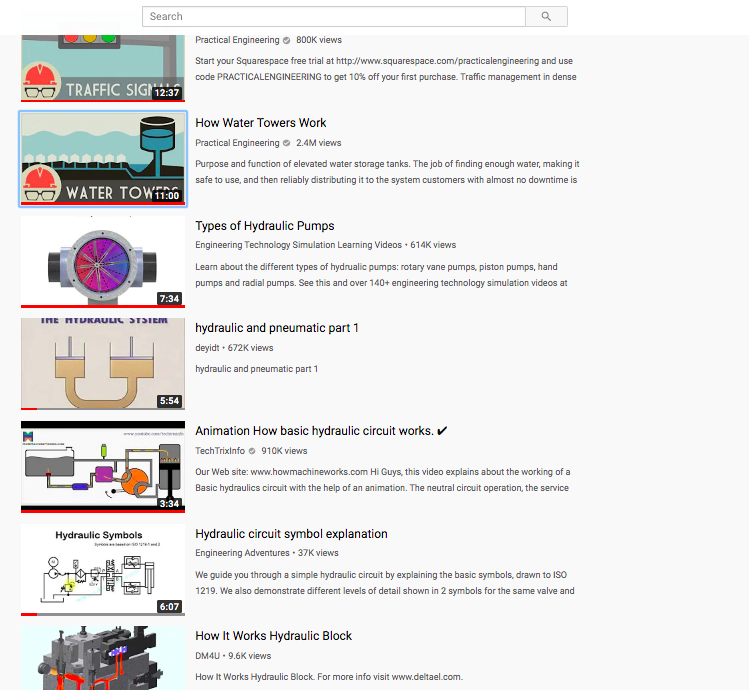 Search
Practical Engineering 800K views
Start your Squarespace free trial at http://www.squarespace.com/practicalengineering and use
code PRACTICALENGINEERING to get 10% off your first purchase. Traffic management in dense
TRAFFIC SIGNALS
12:37
How Water Towers Work
Practical Engineering 2.4M views
Purpose and function of elevated water storage tanks. The job of finding enough water, making it
safe to use, and then reliably distributing it to the system customers with almost no downtime is
WATER TOWERS
11:00
Types of Hydraulic Pumps
Engineering Technology Simulation Learning Videos • 614K views
Learn about the different types of hydrualic pumps: rotary vane pumps, piston pumps, hand
pumps and radial pumps. See this and over 140+ engineering technology simulation videos at
7:34
THE HYDRAULIC SYSTEM
hydraulic and pneumatic part 1
deyidt • 672K views
hydraulic and pneumatic part 1
5:54
Animation How basic hydraulic circuit works. ✔
TechTrixInfo 910K views
Our Web site: www.howmachineworks.com Hi Guys, this video explains about the working of a
Basic hydraulics circuit with the help of an animation. The neutral circuit operation, the service
3:34
Hydraulic Symbols
Symbols are based on ISO 1219-1 and 2
Hydraulic circuit symbol explanation
Engineering Adventures • 37K views
We guide you through a simple hydraulic circuit by explaining the basic symbols, drawn to ISO
1219. We also demonstrate different levels of detail shown in 2 symbols for the same valve and
6:07
How It Works Hydraulic Block
DM4U • 9.6K views
How It Works Hydraulic Block. For more info visit www.deltael.com.